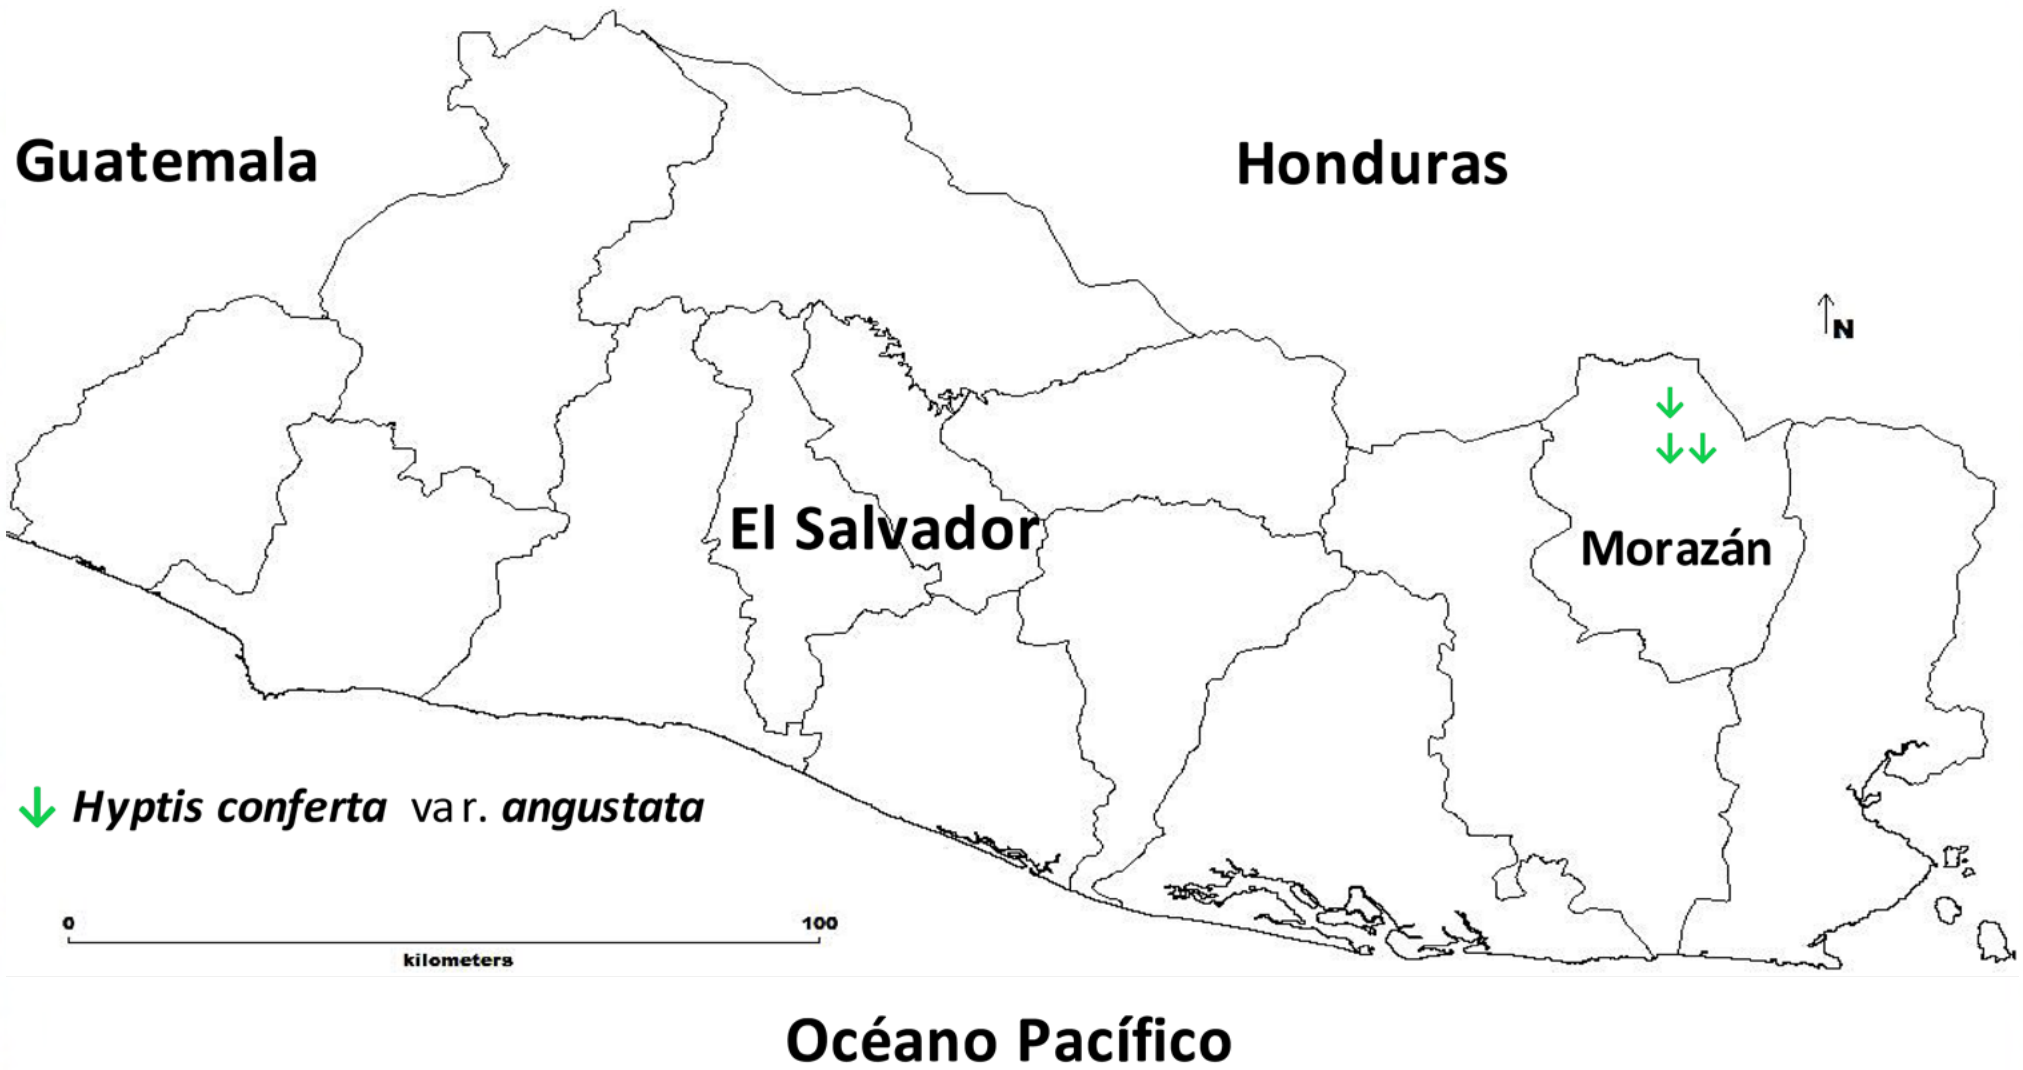 Guatemala
Honduras
N
El Salvador
Morazán
Hyptis conferta var. angustata
0 100
kilometers
Océano Pacífico